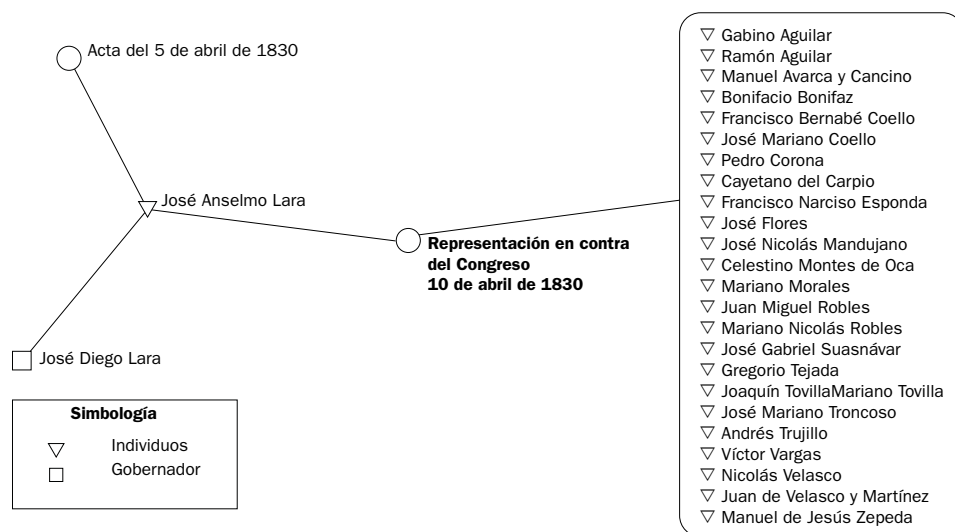 Acta del 5 de abril de 1830
José Anselmo Lara
Representación en contra
del Congreso
10 de abril de 1830
José Diego Lara
Simbología
Individuos
Gobernador
Gabino Aguilar
Ramón Aguilar
Manuel Avarca y Cancino
Bonifacio Bonifaz
Francisco Bernabé Coello
José Mariano Coello
Pedro Corona
Cayetano del Carpio
Francisco Narciso Esponda
José Flores
José Nicolás Mandujano
Celestino Montes de Oca
Mariano Morales
Juan Miguel Robles
Mariano Nicolás Robles
José Gabriel Suasnávar
Gregorio Tejada
Joaquín TovillaMariano Tovilla
José Mariano Troncoso
Andrés Trujillo
Víctor Vargas
Nicolás Velasco
Juan de Velasco y Martínez
Manuel de Jesús Zepeda